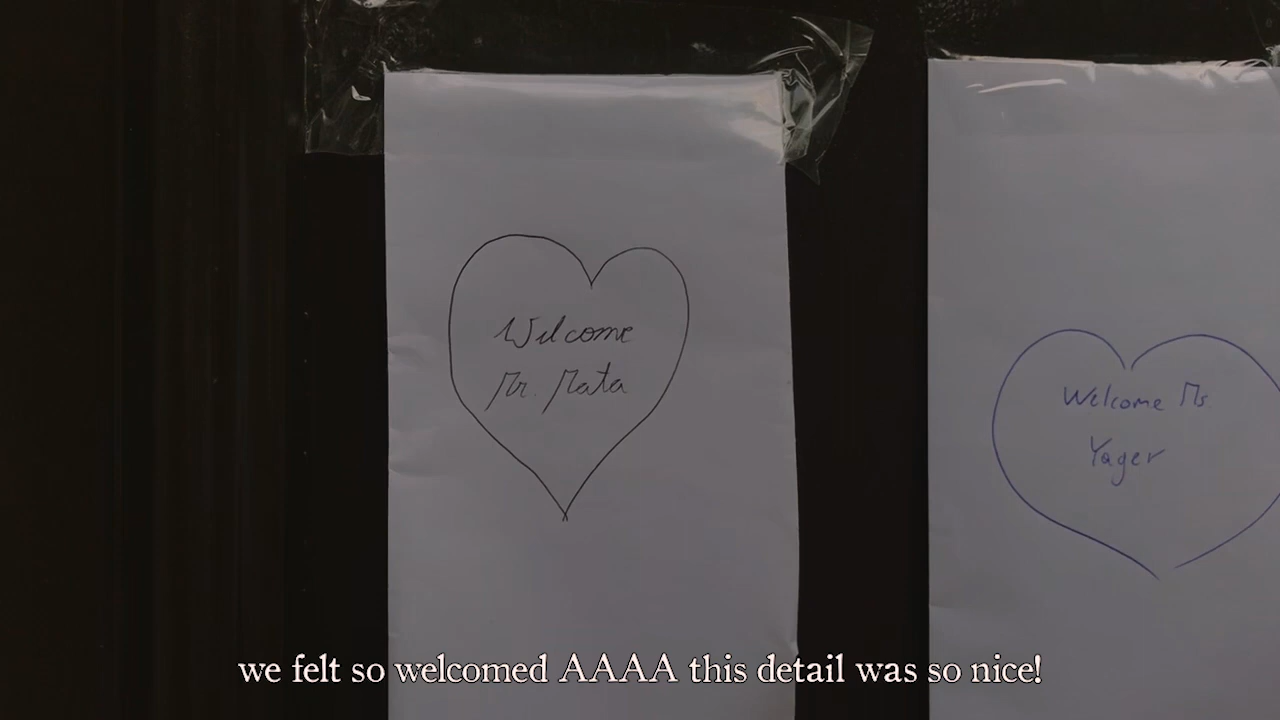 Welcome
Mr. Mata
Welcome Ms.
Yager
we felt so welcomed AAAA this detail was so nice!